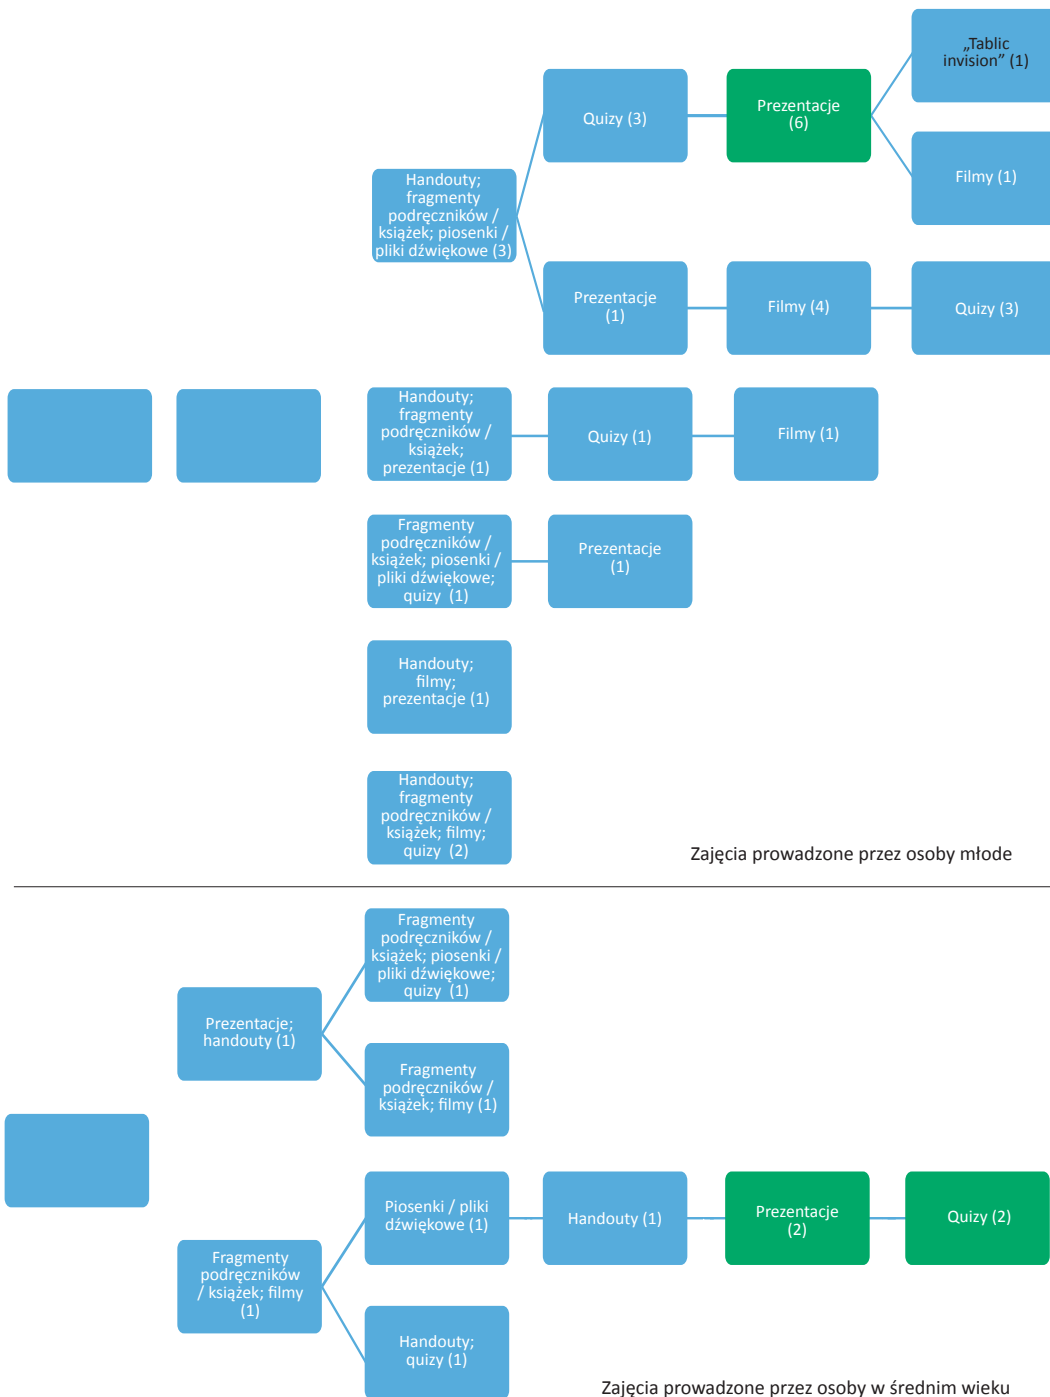 „Tablic
invision” (1)
Quizy (3)
Prezentacje
(6)
Filmy (1)
Handouty;
fragmenty
podręczników /
książek; piosenki /
pliki dźwiękowe (3)
Prezentacje
(1)
Filmy (4)
Quizy (3)
Handouty;
fragmenty
podręczników /
książek;
prezentacje (1)
Quizy (1)
Filmy (1)
Fragmenty
podręczników /
książek; piosenki /
pliki dźwiękowe;
quizy (1)
Prezentacje
(1)
Handouty;
filmy;
prezentacje (1)
Handouty;
fragmenty
podręczników /
książek; filmy;
quizy (2)
Zajęcia prowadzone przez osoby młode
Fragmenty
podręczników /
książek; piosenki /
pliki dźwiękowe;
quizy (1)
Prezentacje;
handouty (1)
Fragmenty
podręczników /
książek; filmy (1)
Piosenki / pliki
dźwiękowe (1)
Handouty (1)
Prezentacje
(2)
Quizy (2)
Fragmenty
podręczników
/ książek; filmy
(1)
Handouty;
quizy (1)
Zajęcia prowadzone przez osoby w średnim wieku